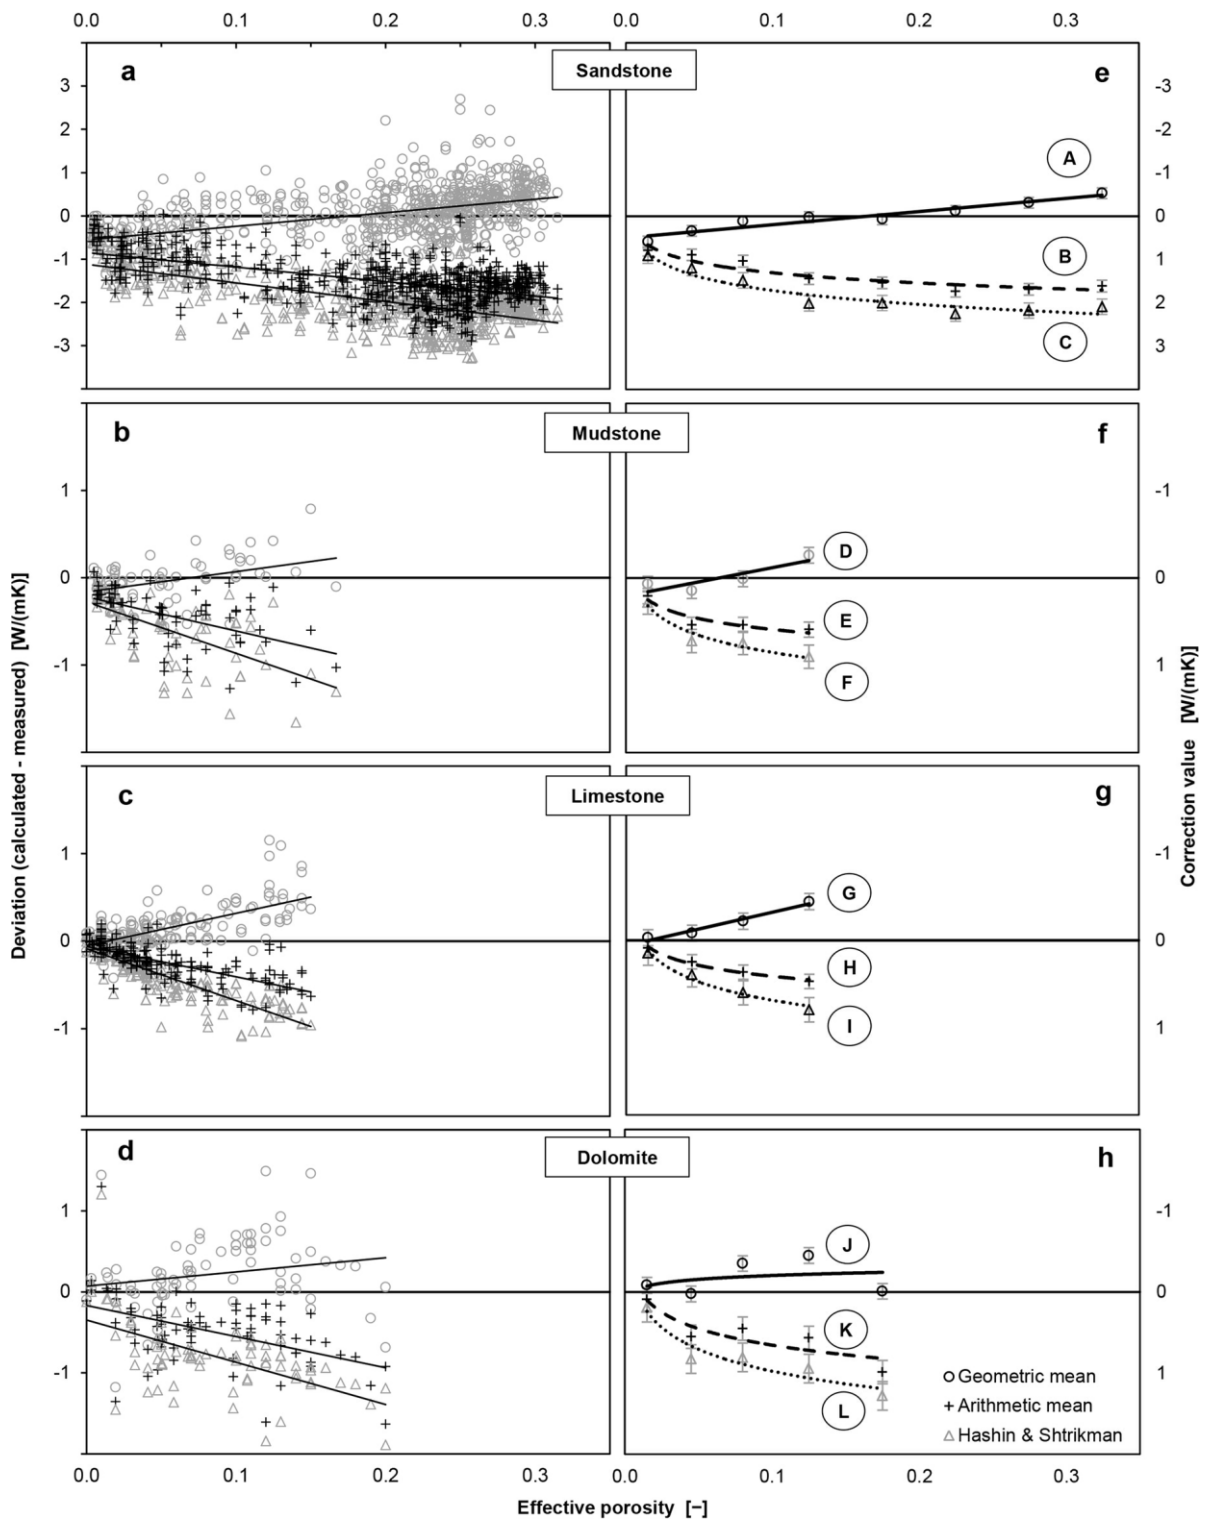 0.0 0.1 0.2 0.3 0.0 0.1 0.2 0.3
a Sandstone e
3 -3
2 -2
1 -1
A
0 0
-1 1
B
-2 2
-3 3
C
b Mudstone f
1 -1
D
0 0
E
-1 1
F
c Limestone g
1 -1
G
0 0
H
-1 1
I
d Dolomite h
1 -1
J
0 0
K
-1 1
L
Geometric mean
Arithmetic mean
Hashin & Shtrikman
0.0 0.1 0.2 0.3 0.0 0.1 0.2 0.3
Effective porosity [–]
Deviation (calculated - measured) [W/(mK)]
Correction value [W/(mK)]